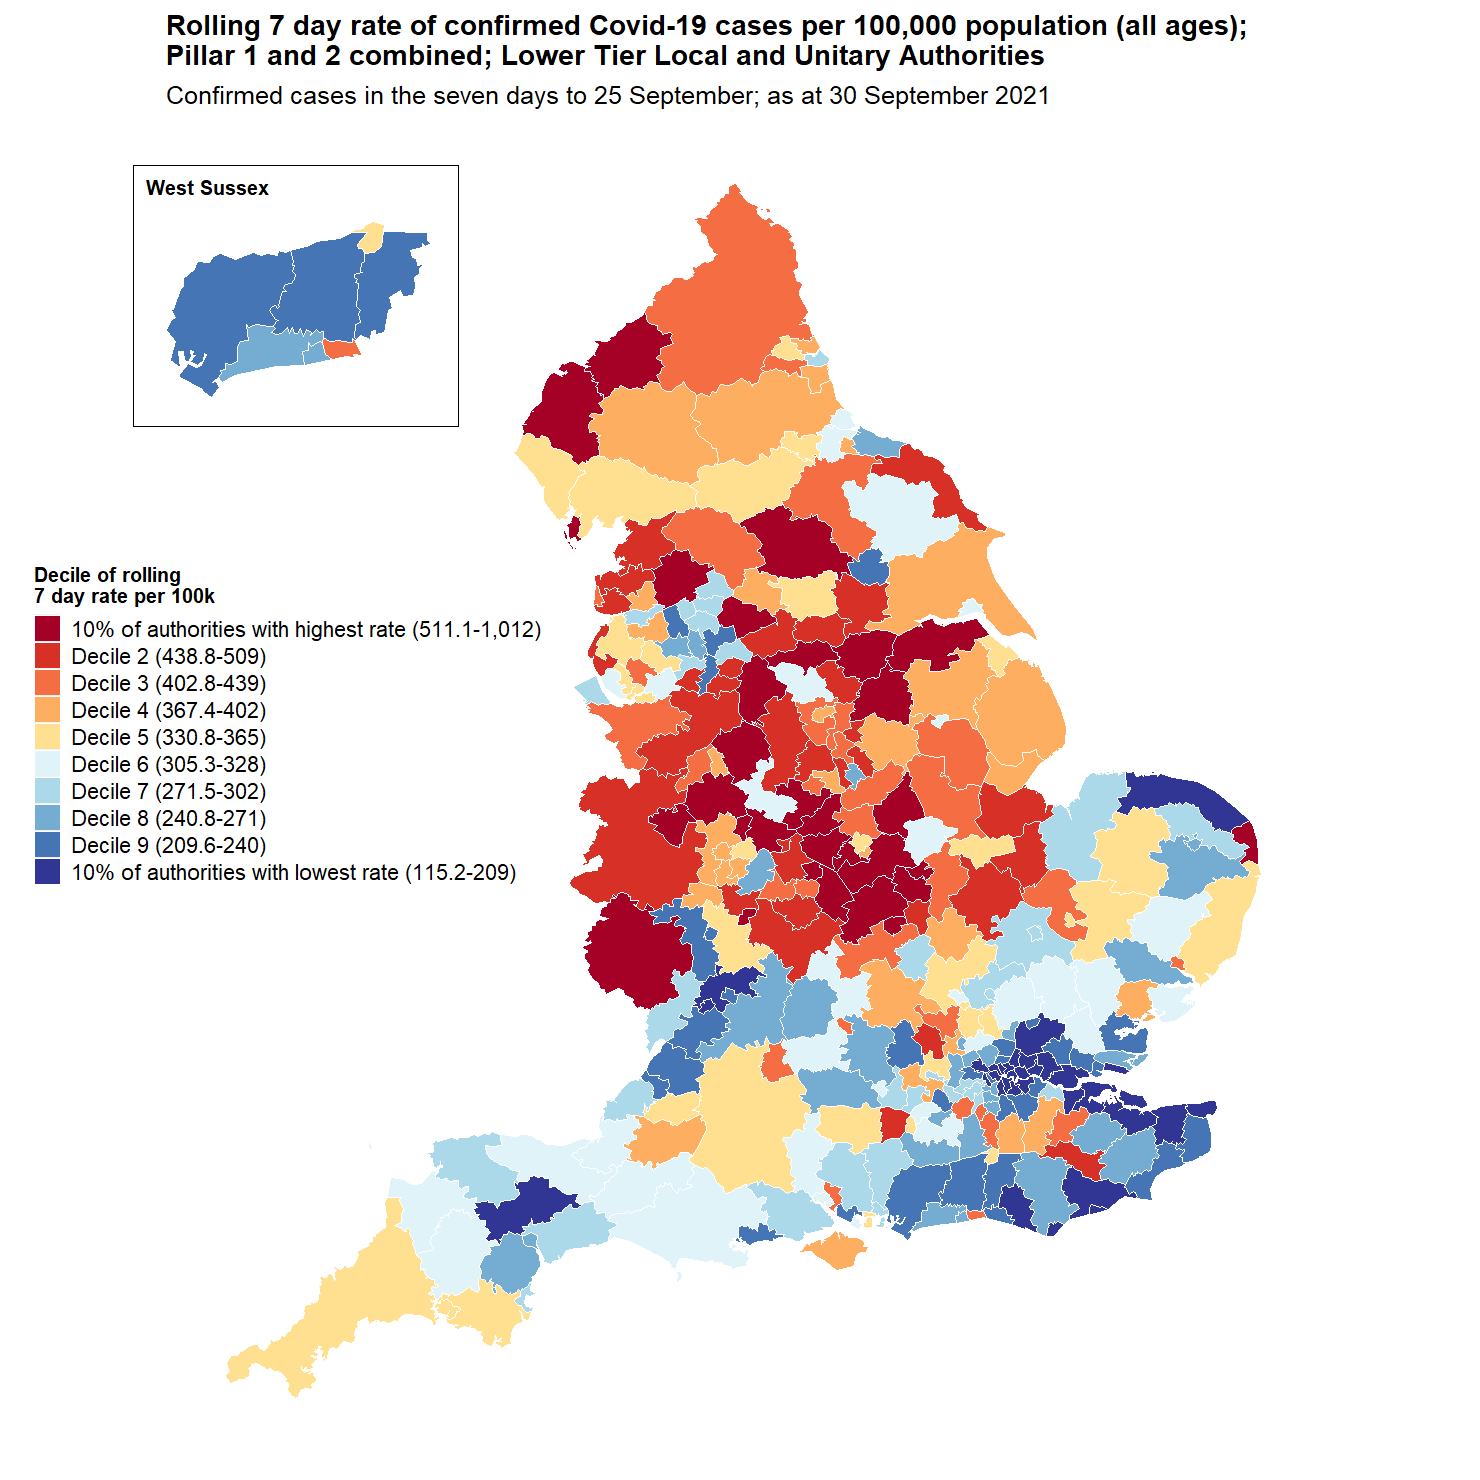 Rolling 7 day rate of confirmed Covid-19 cases per 100,000 population (all ages);
Pillar 1 and 2 combined; Lower Tier Local and Unitary Authorities
Confirmed cases in the seven days to 25 September; as at 30 September 2021
West Sussex
Decile of rolling
7 day rate per 100k
10% of authorities with highest rate (511.1-1,012)
Decile 2 (438.8-509)
Decile 3 (402.8-439)
Decile 4 (367.4-402)
Decile 5 (330.8-365)
Decile 6 (305.3-328)
Decile 7 (271.5-302)
Decile 8 (240.8-271)
Decile 9 (209.6-240)
10% of authorities with lowest rate (115.2-209)